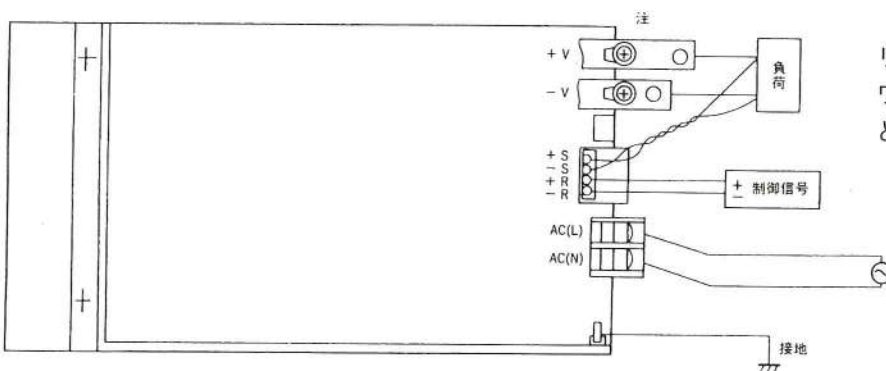 注
+ V
負荷
− V
+ S
− S
+ R
− R
+
−
制御信号
AC(L)
AC(N)
接地